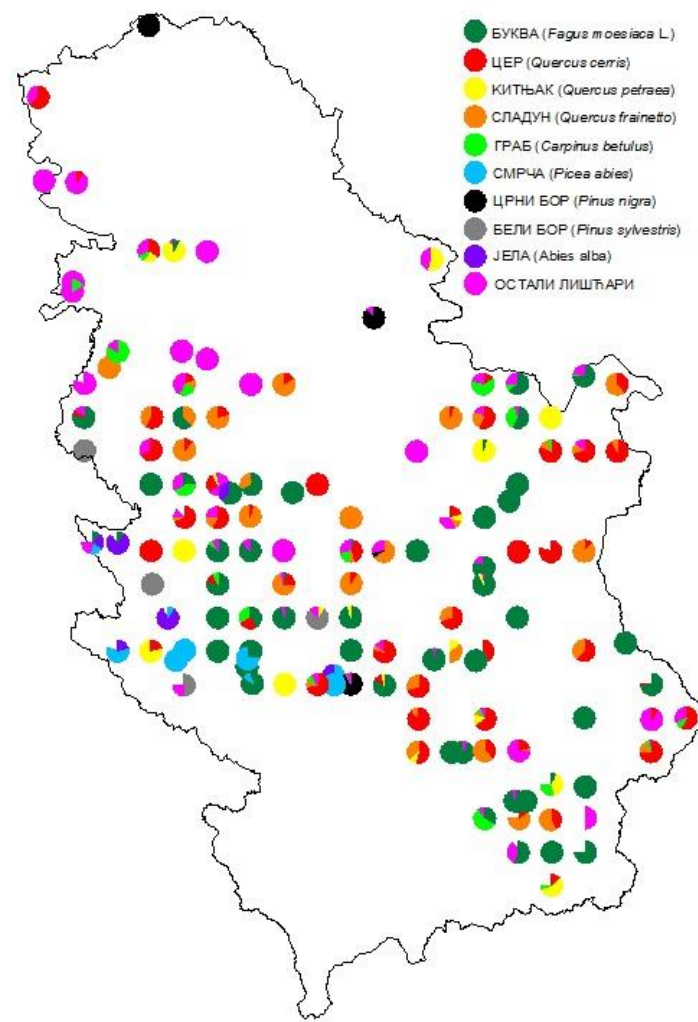 БУКВА (Fagus moesiaca L.)
ЦЕР (Quercus cerris)
КИТЊАК (Quercus petraea)
СЛАДУН (Quercus frainetto)
ГРАБ (Carpinus betulus)
СМРЧА (Picea abies)
ЦРНИ БОР (Pinus nigra)
БЕЛИ БОР (Pinus sylvestris)
ЈЕЛА (Abies alba)
ОСТАЛИ ЛИШЋАРИ